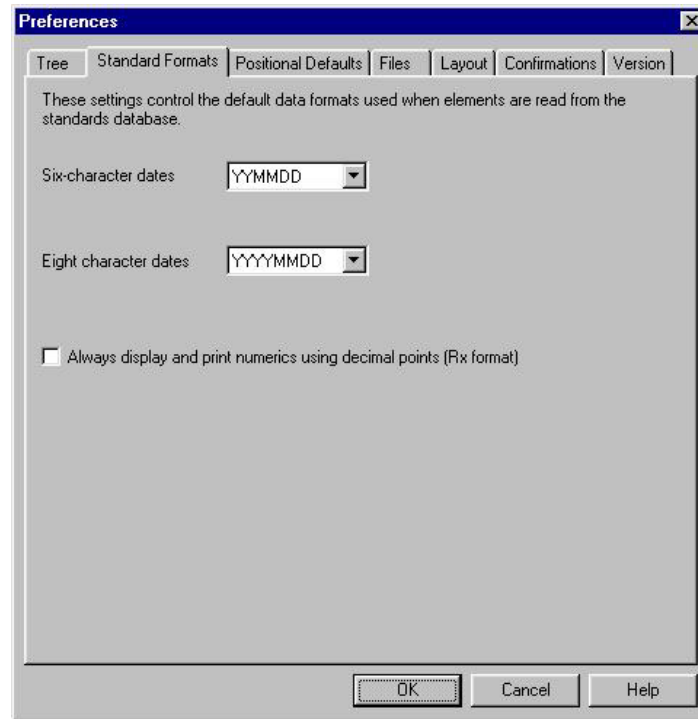 Preferences
Tree Standard Formats Positional Defaults Files Layout Confirmations Version
These settings control the default data formats used when elements are read from the
standards database.
Six-character dates YYMMDD
Eight character dates YYYYMMDD
Always display and print numerics using decimal points (Rx format)
OK Cancel Help